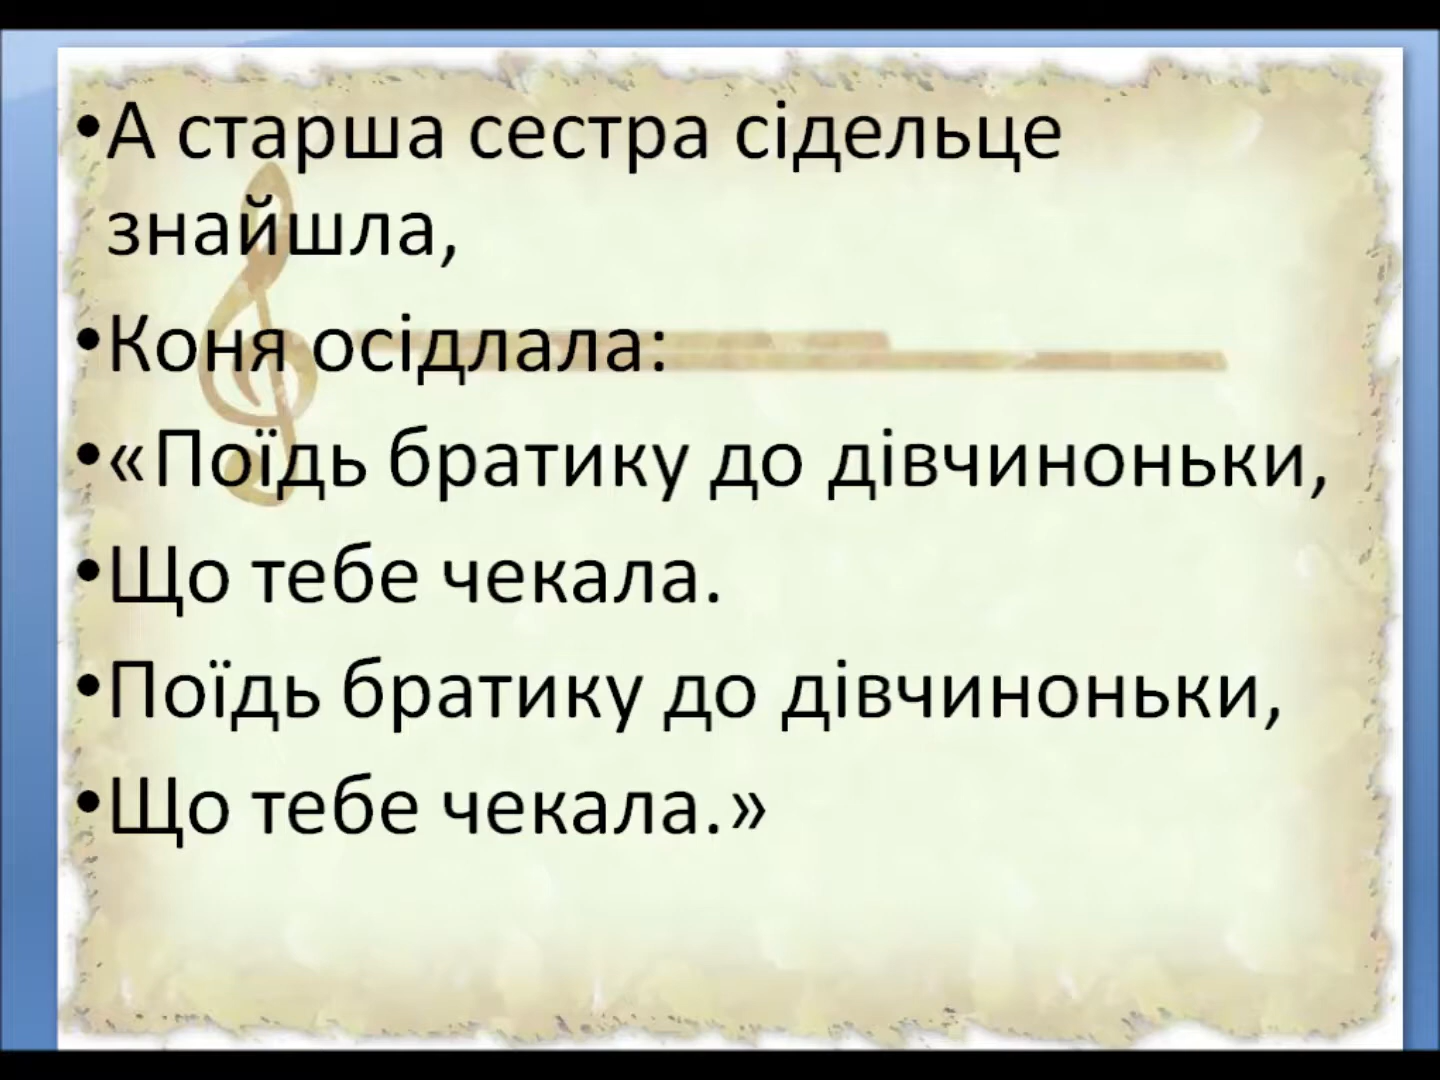 •А старша сестра сідельце
знайшла,
•Коня осідлала:
•«Поїдь братику до дівчиноньки,
•Що тебе чекала.
•Поїдь братику до дівчиноньки,
•Що тебе чекала.»